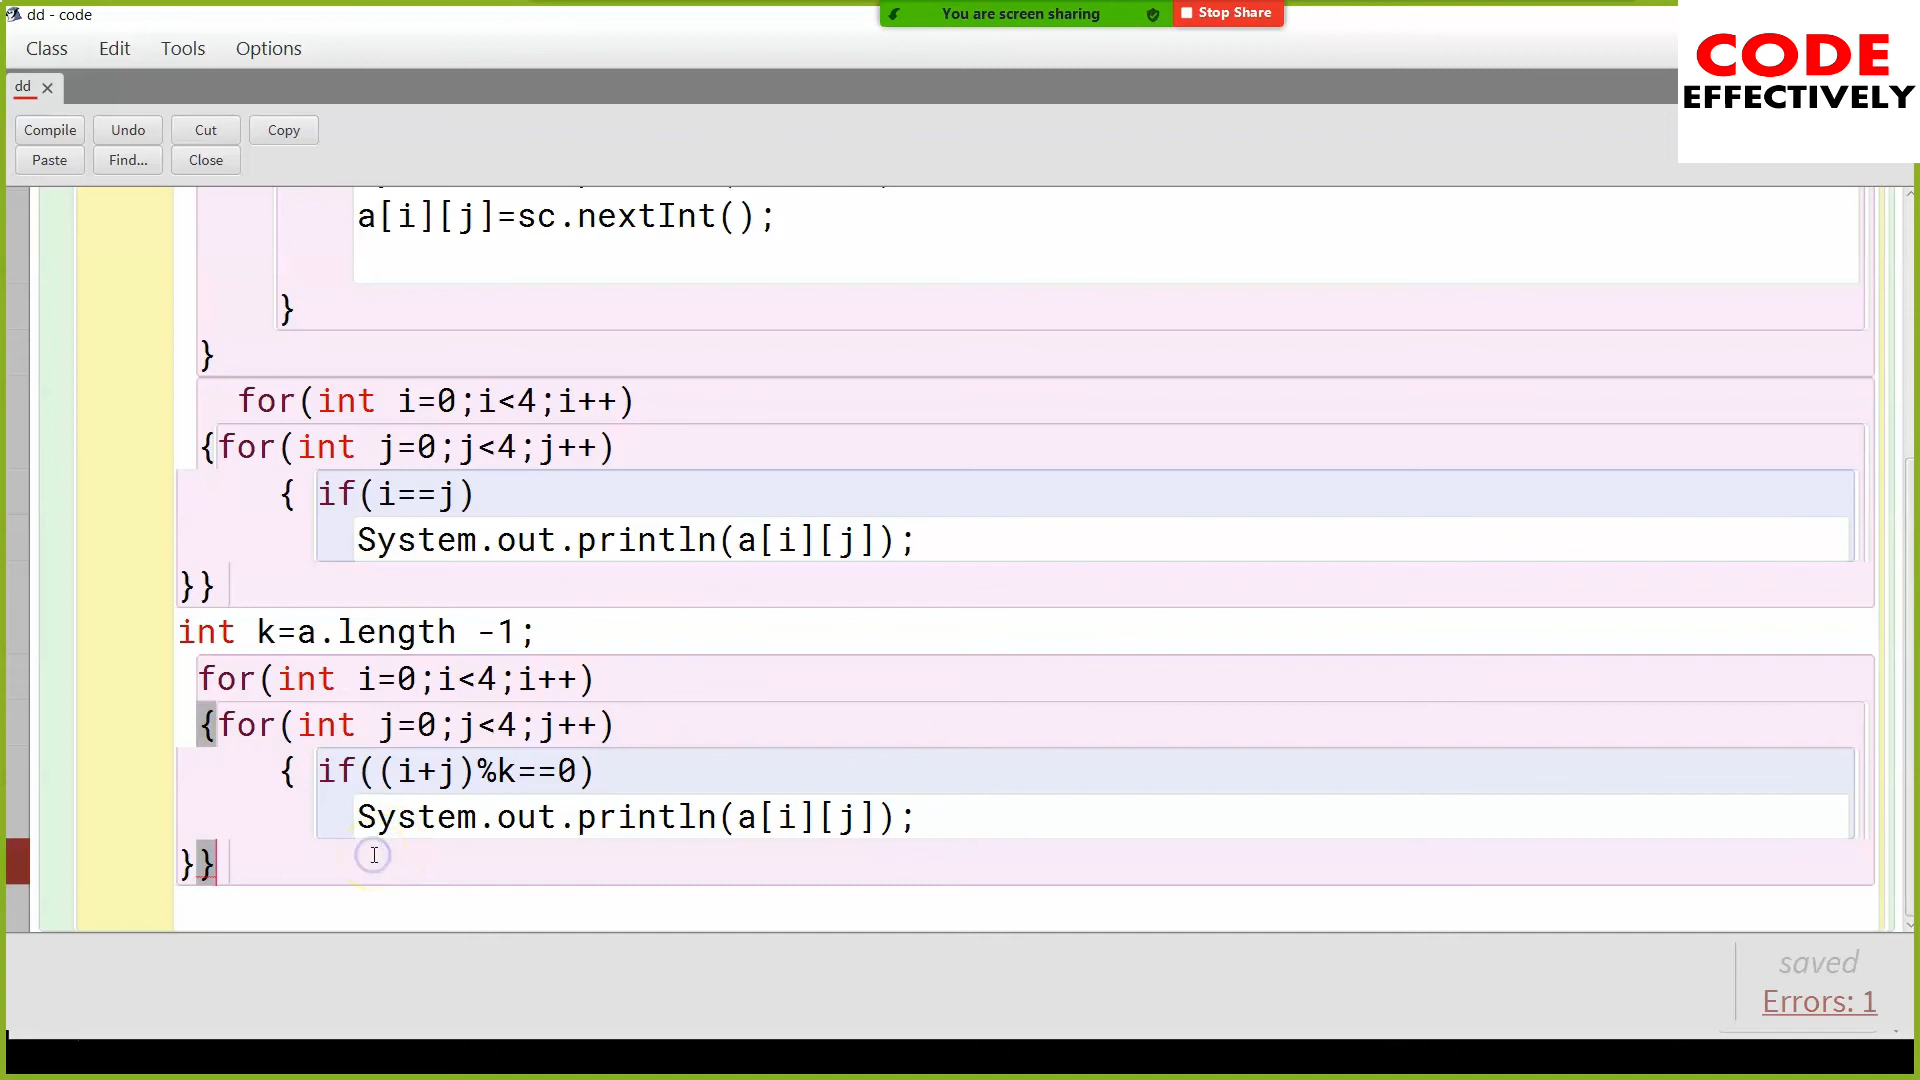 dd - code
You are screen sharing
Stop Share
Class Edit Tools Options
dd
CODE
EFFECTIVELY
Compile Undo Cut Copy
Paste Find... Close
a[i][j]=sc.nextInt();
}
}
for(int i=0;i<4;i++)
{for(int j=0;j<4;j++)
{ if(i==j)
System.out.println(a[i][j]);
}}
int k=a.length -1;
for(int i=0;i<4;i++)
{for(int j=0;j<4;j++)
{ if((i+j)%k==0)
System.out.println(a[i][j]);
}}
saved
Errors: 1